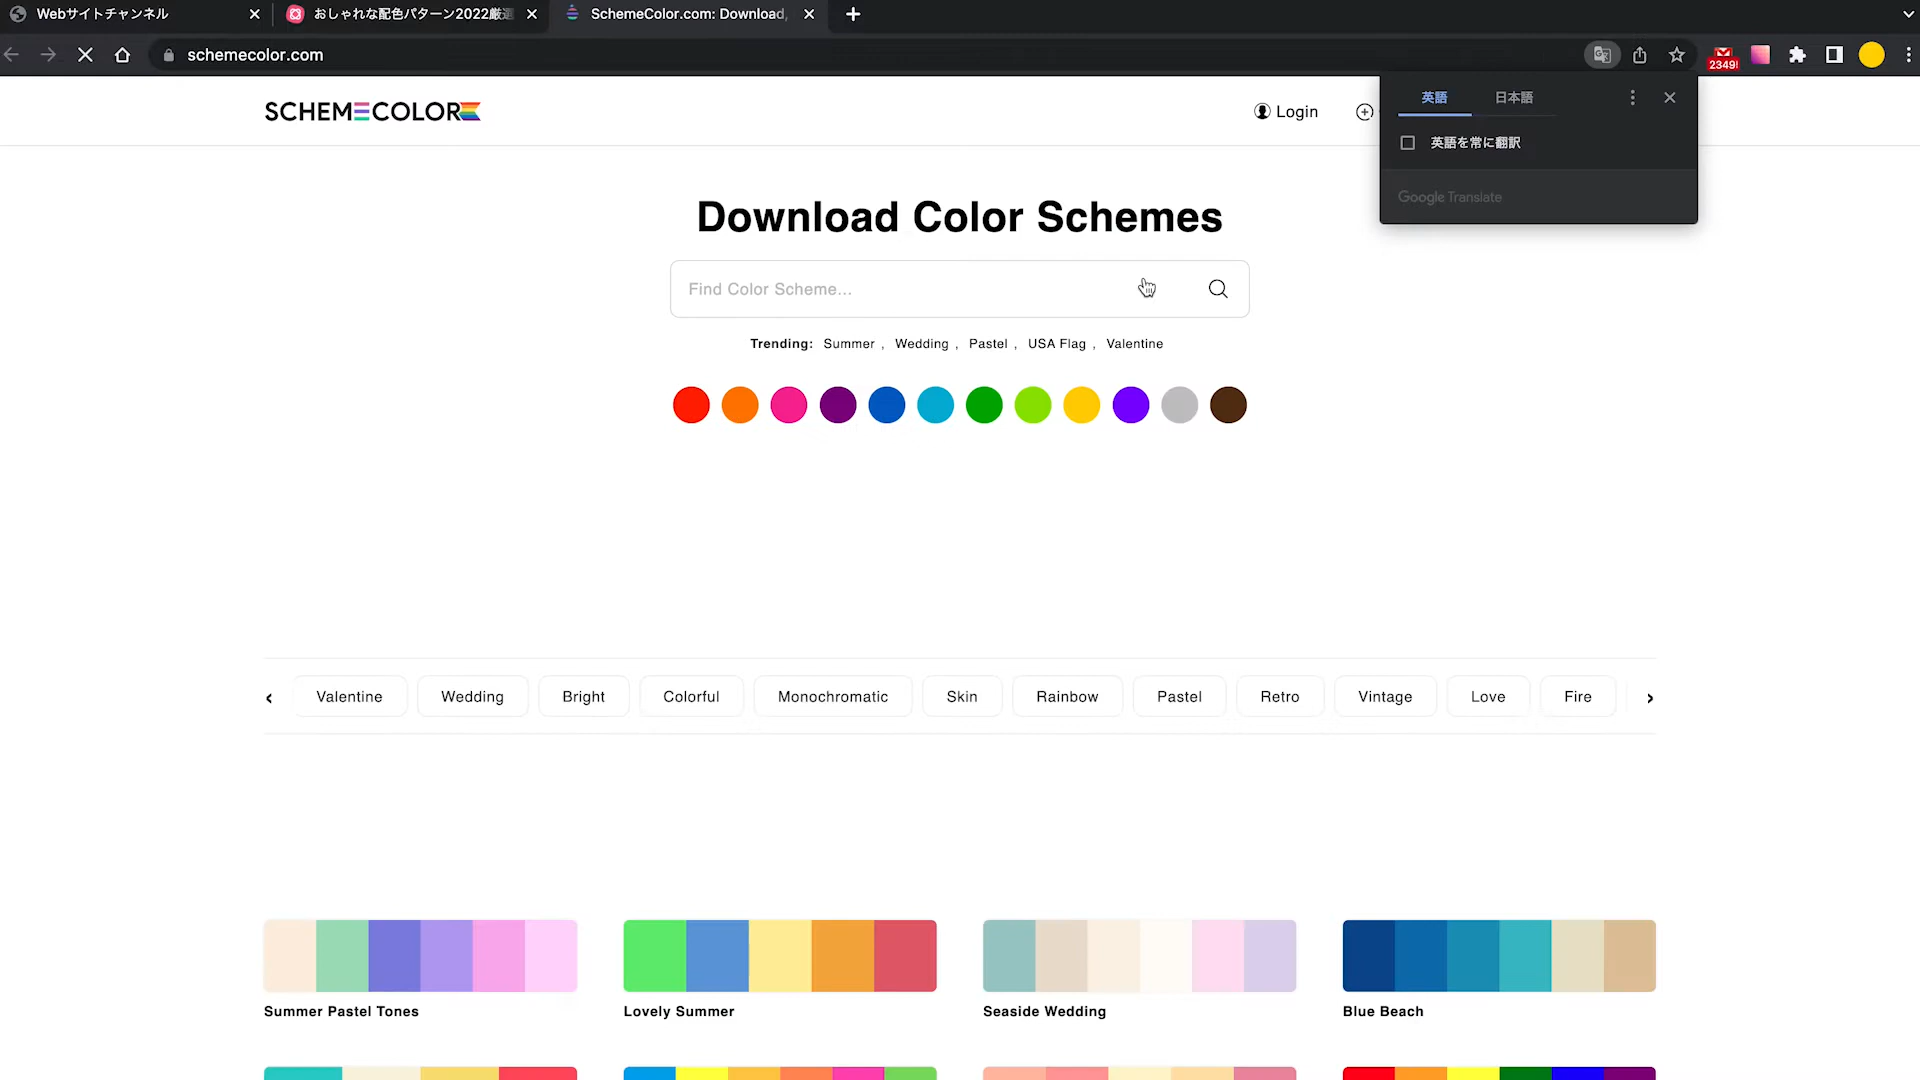 Webサイトチャンネル
おしゃれな配色パターン2022厳選
SchemeColor.com: Download,
schemecolor.com
2349!
SCHEMECOLOR
Login
英語
日本語
英語を常に翻訳
Google Translate
Download Color Schemes
Find Color Scheme...
Trending: Summer , Wedding , Pastel , USA Flag , Valentine
Valentine
Wedding
Bright
Colorful
Monochromatic
Skin
Rainbow
Pastel
Retro
Vintage
Love
Fire
Summer Pastel Tones
Lovely Summer
Seaside Wedding
Blue Beach